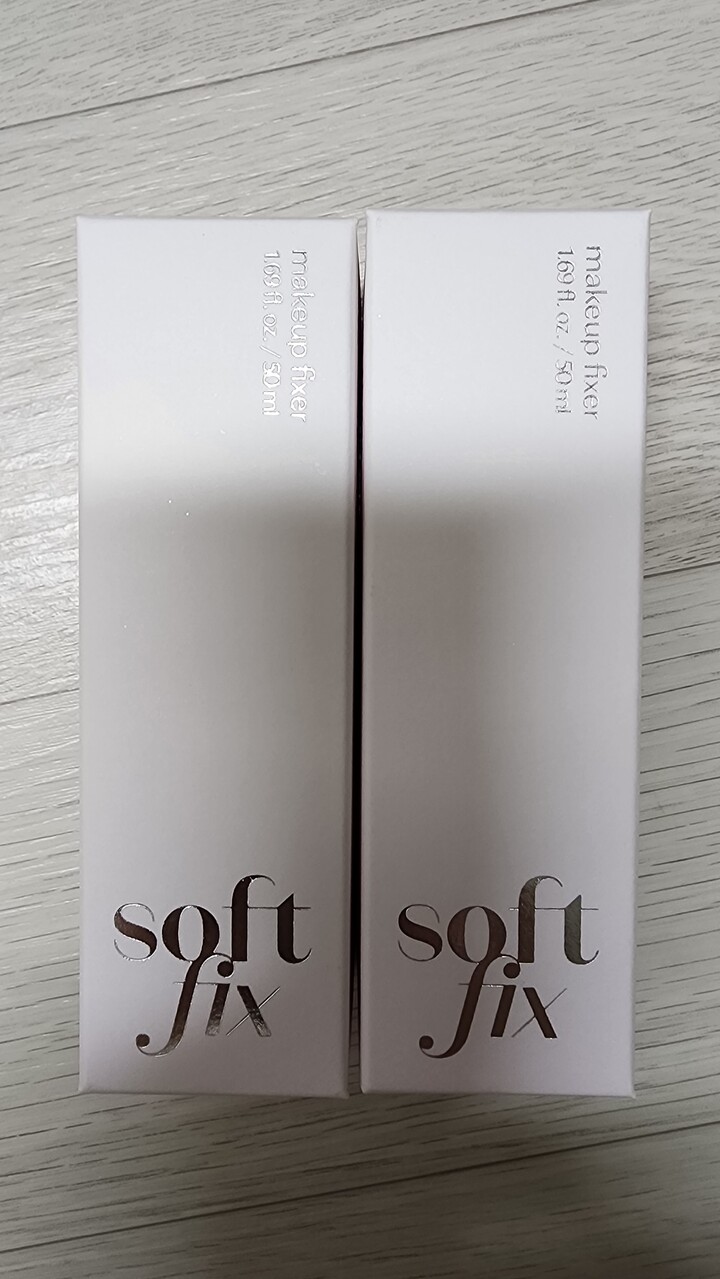 makeup fixer
1.69 fl. oz. / 50 ml
soft
fix
makeup fixer
1.69 fl. oz. / 50 ml
soft
fix